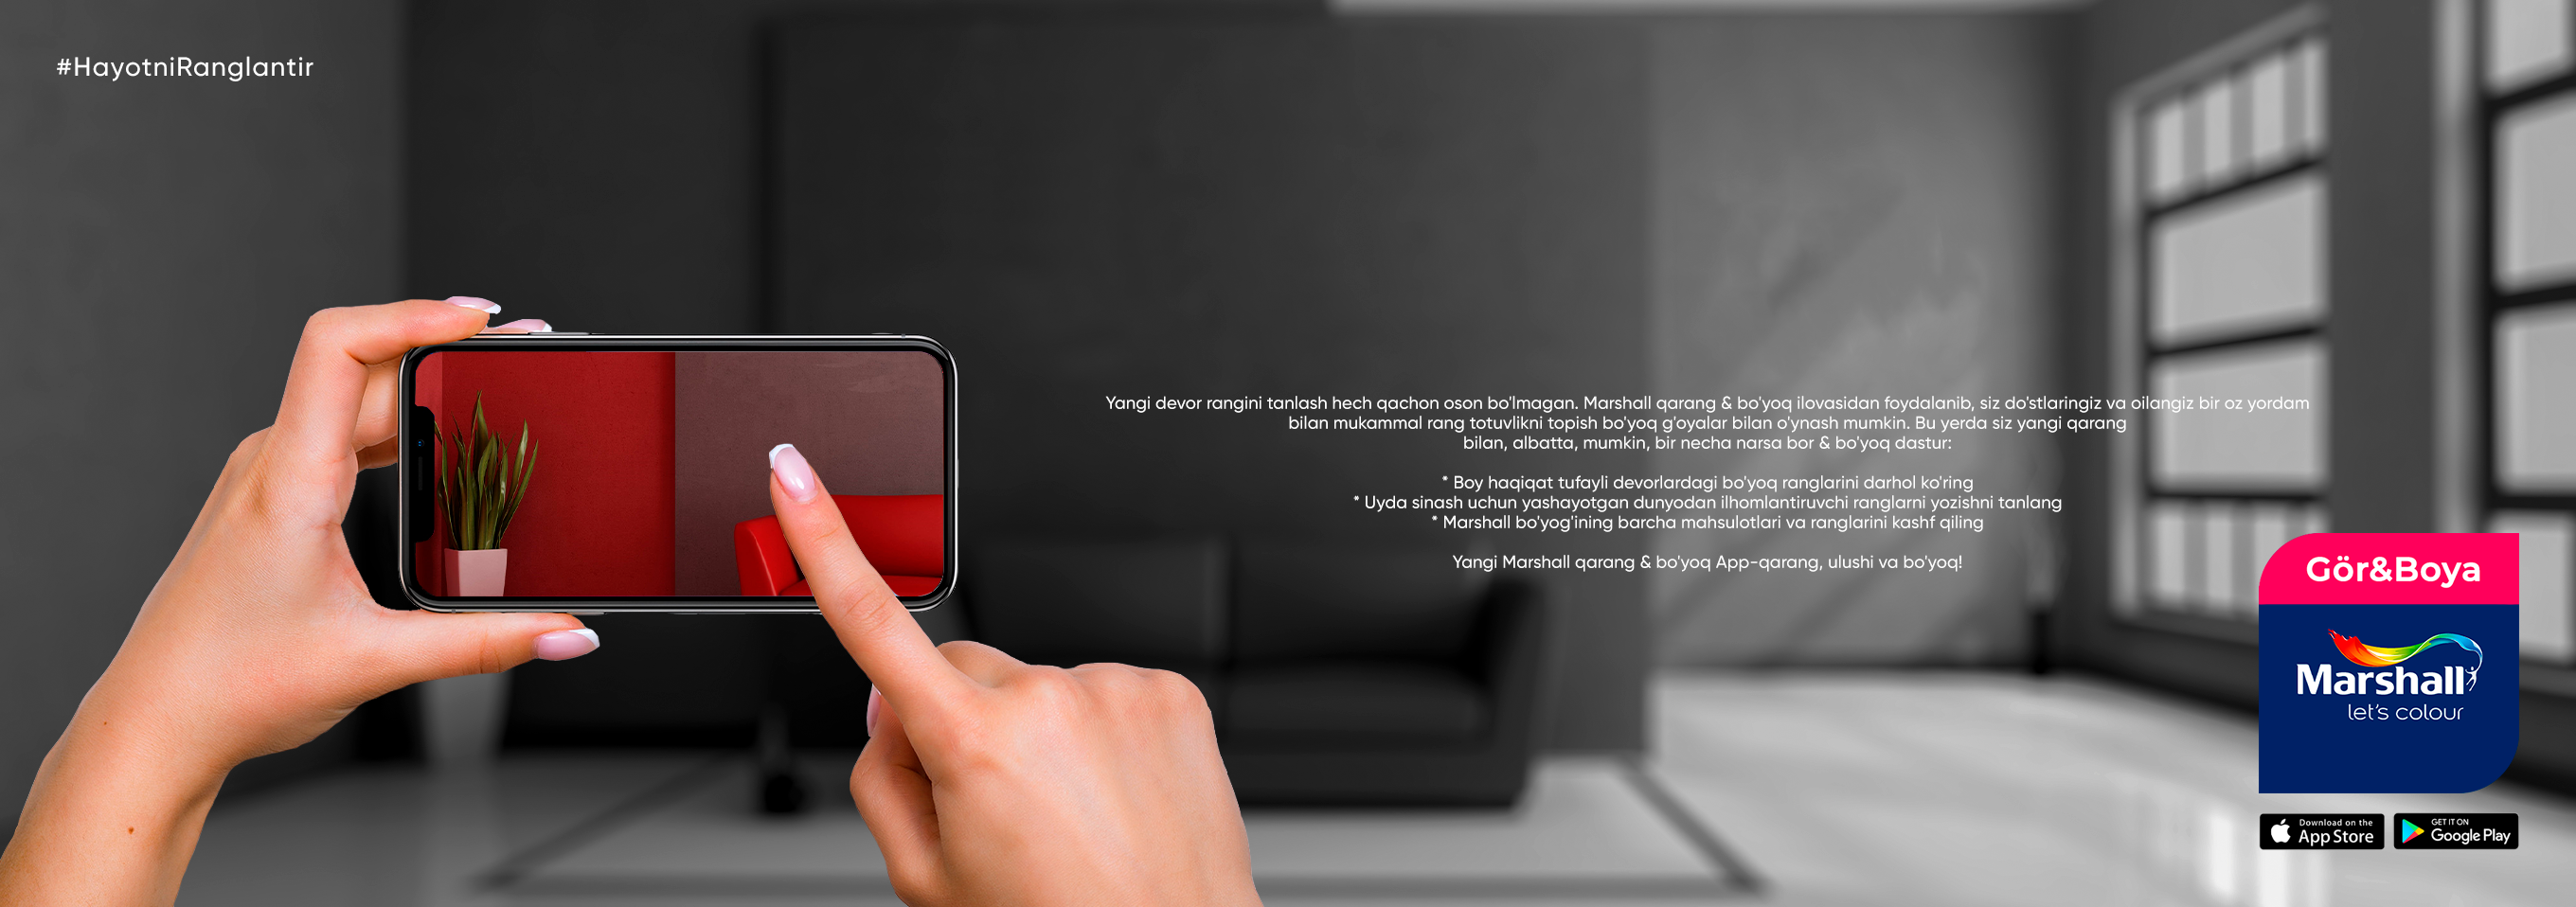 #HayotniRanglantir
Yangi devor rangini tanlash hech qachon oson bo'lmagan. Marshall qarang & bo'yoq ilovasidan foydalanib, siz do'stlaringiz va oilangiz bir oz yordam
bilan mukammal rang totuvlikni topish bo'yoq g'oyalar bilan o'ynash mumkin. Bu yerda siz yangi qarang
bilan, albatta, mumkin, bir necha narsa bor & bo'yoq dastur:
* Boy haqiqat tufayli devorlardagi bo'yoq ranglarini darhol ko'ring
* Uyda sinash uchun yashayotgan dunyodan ilhomlantiruvchi ranglarni yozishni tanlang
* Marshall bo'yog'ining barcha mahsulotlari va ranglarini kashf qiling
Yangi Marshall qarang & bo'yoq App-qarang, ulushi va bo'yoq!
Gör&Boya
Marshall
let's colour
Download on the
App Store
GET IT ON
Google Play